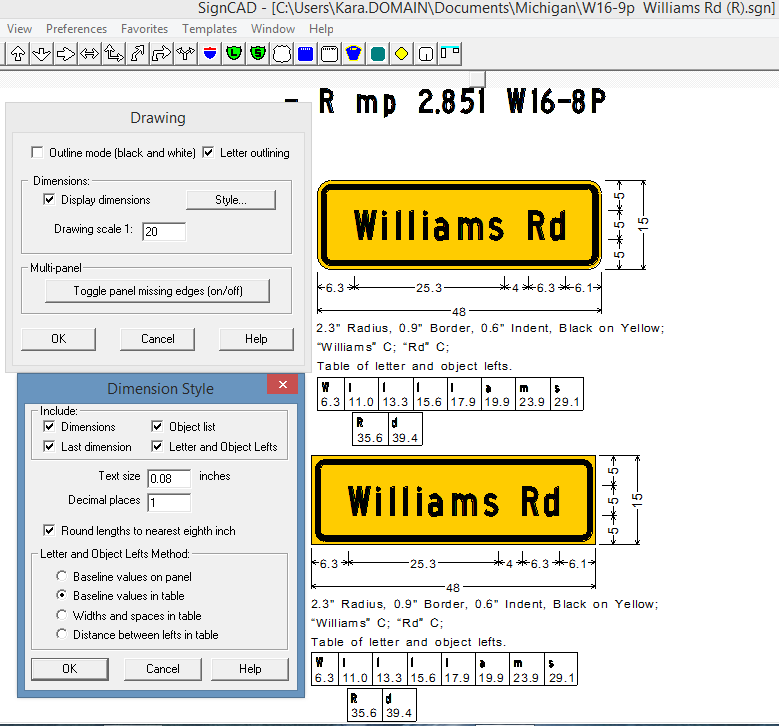 SignCAD - [C:\Users\Kara.DOMAIN\Documents\Michigan\W16-9p  Williams Rd (R).sgn]
View Preferences Favorites Templates Window Help
- R mp 2.851 W16-8P
Drawing
Outline mode (black and white) Letter outlining
Dimensions:
Display dimensions Style...
Drawing scale 1: 20
Multi-panel
Toggle panel missing edges (on/off)
OK Cancel Help
Williams Rd
5
5
5
15
6.3 25.3 4 6.3 6.1
48
2.3" Radius, 0.9" Border, 0.6" Indent, Black on Yellow;
"Williams" C; "Rd" C;
Table of letter and object lefts.
W i l l i a m s
6.3 11.0 13.3 15.6 17.9 19.9 23.9 29.1
R d
35.6 39.4
Dimension Style
Include:
Dimensions Object list
Last dimension Letter and Object Lefts
Text size 0.08 inches
Decimal places 1
Round lengths to nearest eighth inch
Letter and Object Lefts Method:
Baseline values on panel
Baseline values in table
Widths and spaces in table
Distance between lefts in table
OK Cancel Help
Williams Rd
5
5
5
15
6.3 25.3 4 6.3 6.1
48
2.3" Radius, 0.9" Border, 0.6" Indent, Black on Yellow;
"Williams" C; "Rd" C;
Table of letter and object lefts.
W i l l i a m s
6.3 11.0 13.3 15.6 17.9 19.9 23.9 29.1
R d
35.6 39.4